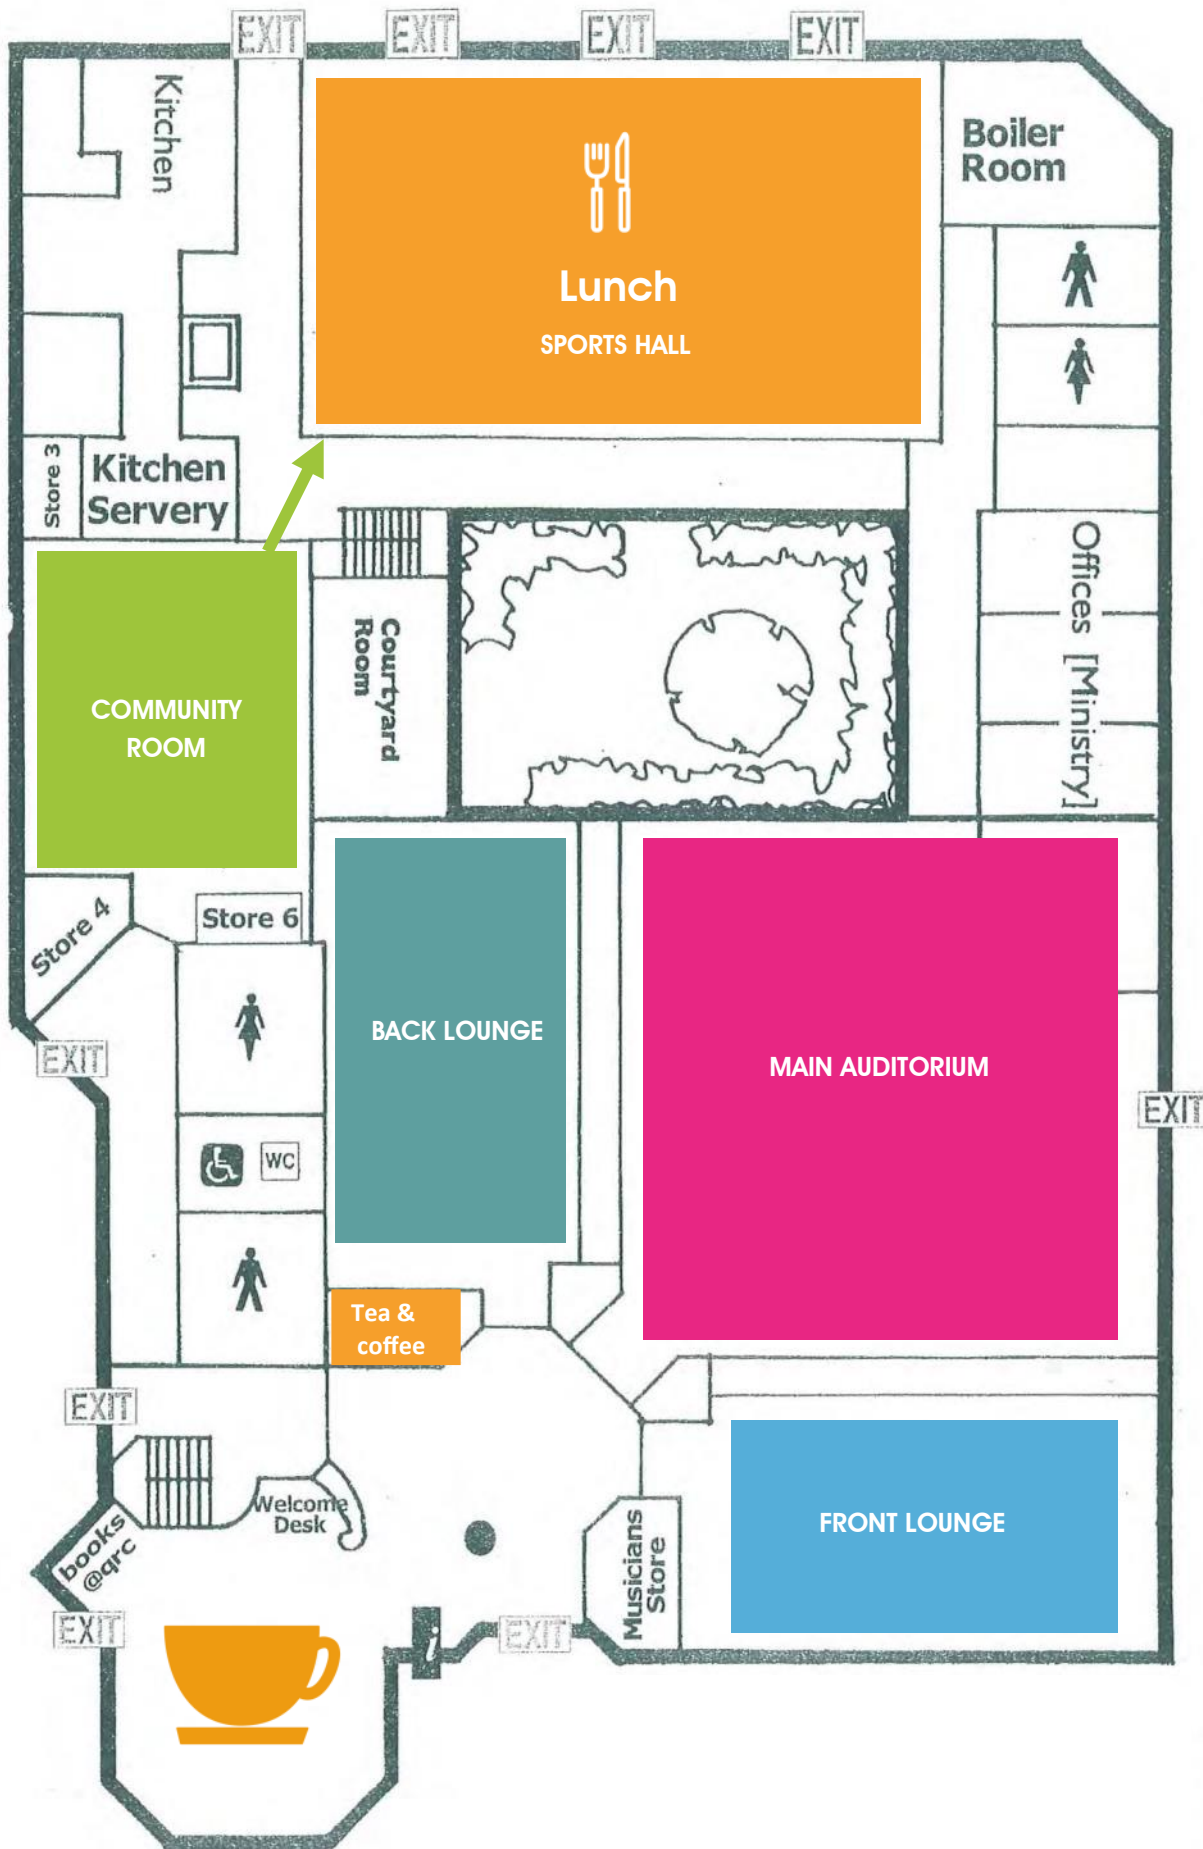 EXIT
EXIT
EXIT
EXIT
Kitchen
Boiler
Room
Lunch
SPORTS HALL
Store 3
Kitchen
Servery
Offices [Ministry]
Courtyard
Room
COMMUNITY
ROOM
Store 4
Store 6
BACK LOUNGE
MAIN AUDITORIUM
EXIT
EXIT
WC
Tea &
coffee
EXIT
Welcome
Desk
books
@qrc
Musicians
Store
FRONT LOUNGE
EXIT
EXIT
i